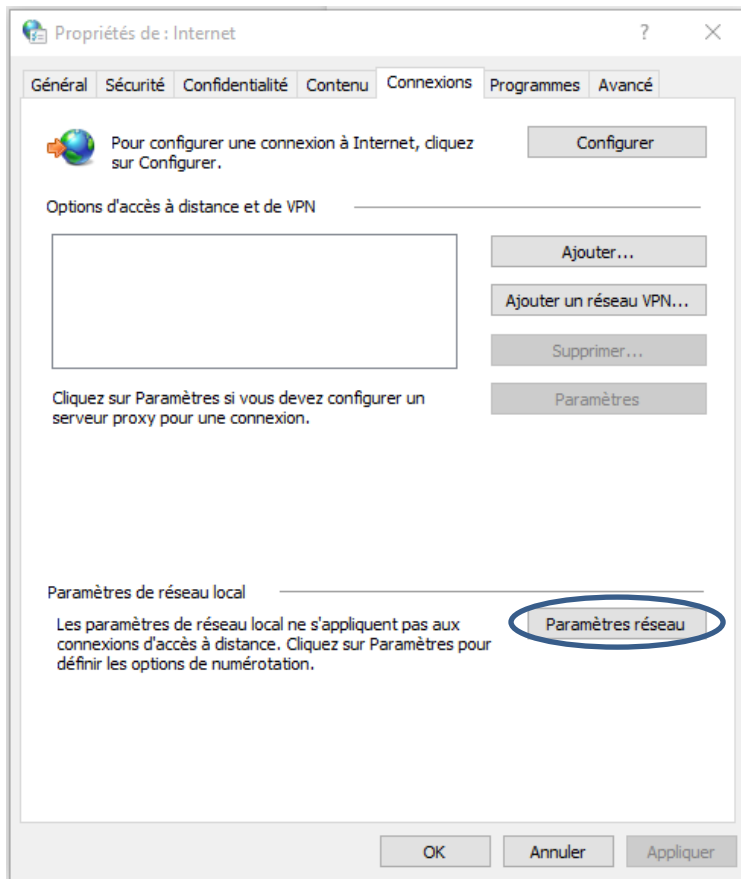 Propriétés de : Internet
?
Général Sécurité Confidentialité Contenu Connexions Programmes Avancé
Pour configurer une connexion à Internet, cliquez
sur Configurer.
Configurer
Options d'accès à distance et de VPN
Ajouter...
Ajouter un réseau VPN...
Supprimer...
Cliquez sur Paramètres si vous devez configurer un
serveur proxy pour une connexion.
Paramètres
Paramètres de réseau local
Les paramètres de réseau local ne s'appliquent pas aux
connexions d'accès à distance. Cliquez sur Paramètres pour
définir les options de numérotation.
Paramètres réseau
OK Annuler Appliquer